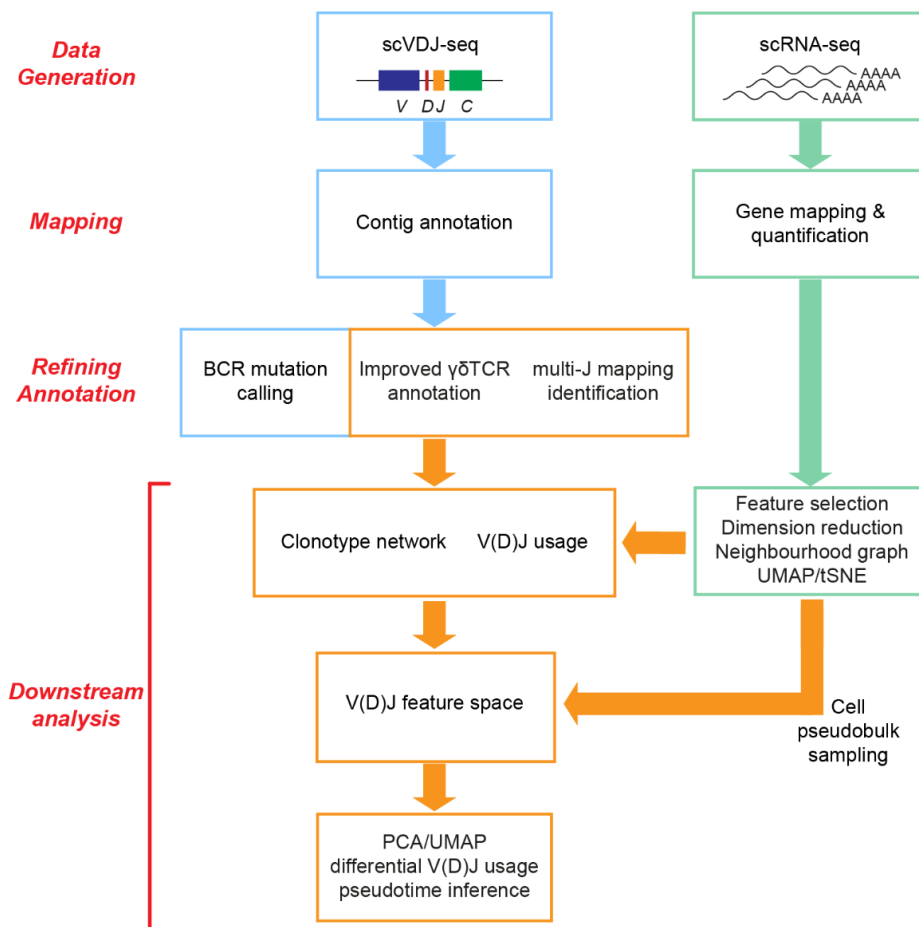 Data
Generation
scVDJ-seq
V D J C
scRNA-seq
AAAA
AAAA
AAAA
Mapping
Contig annotation
Gene mapping &
quantification
Refining
Annotation
BCR mutation
calling
Improved γδTCR
annotation
multi-J mapping
identification
Downstream
analysis
Clonotype network V(D)J usage
Feature selection
Dimension reduction
Neighbourhood graph
UMAP/tSNE
V(D)J feature space
Cell
pseudobulk
sampling
PCA/UMAP
differential V(D)J usage
pseudotime inference